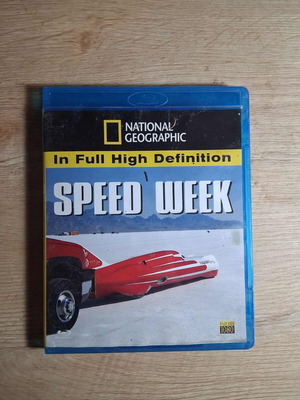 NATIONAL
GEOGRAPHIC
In Full High Definition
SPEED WEEK